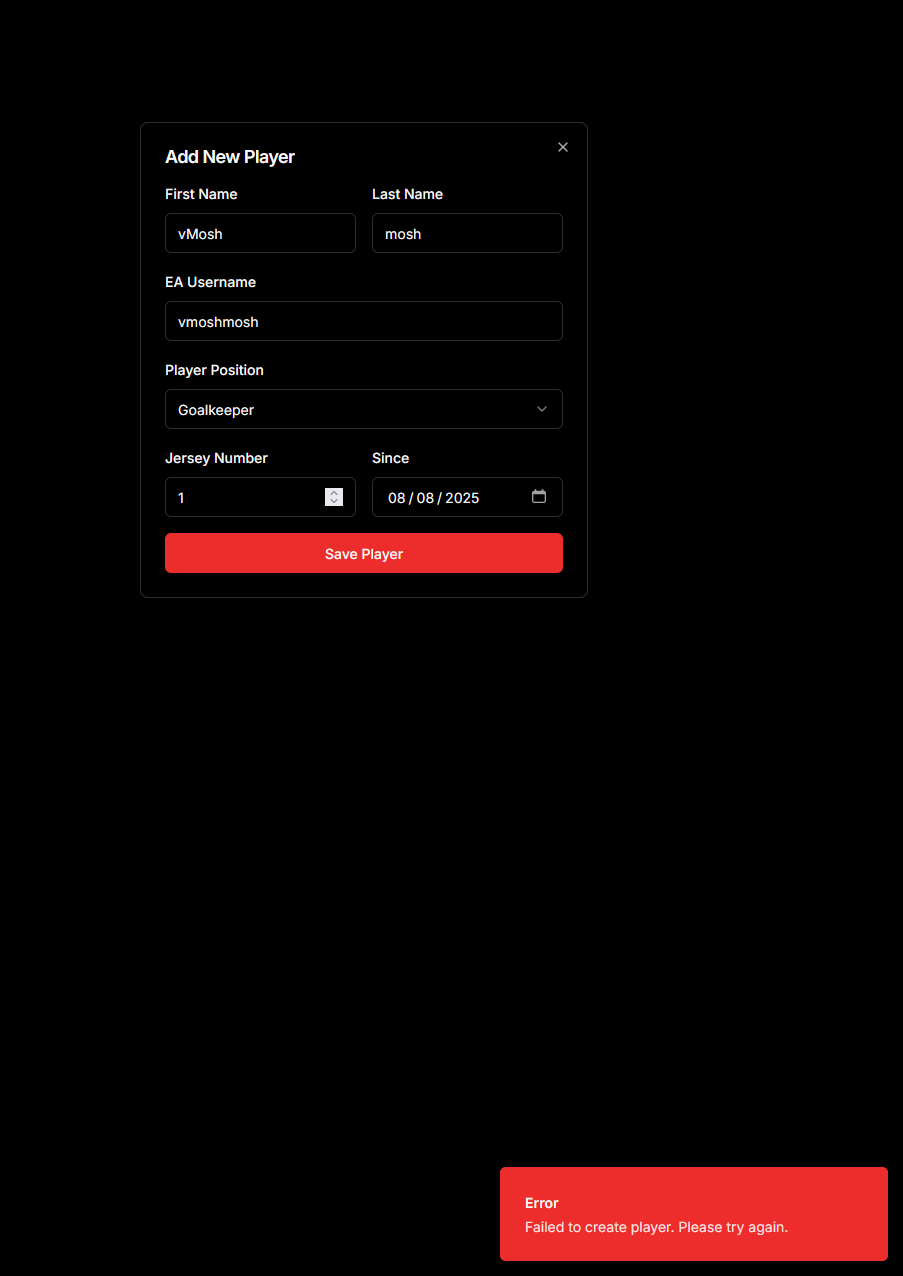 Add New Player
First Name
Last Name
vMosh
mosh
EA Username
vmoshmosh
Player Position
Goalkeeper
Jersey Number
Since
1
08/08/2025
Save Player
Error
Failed to create player. Please try again.